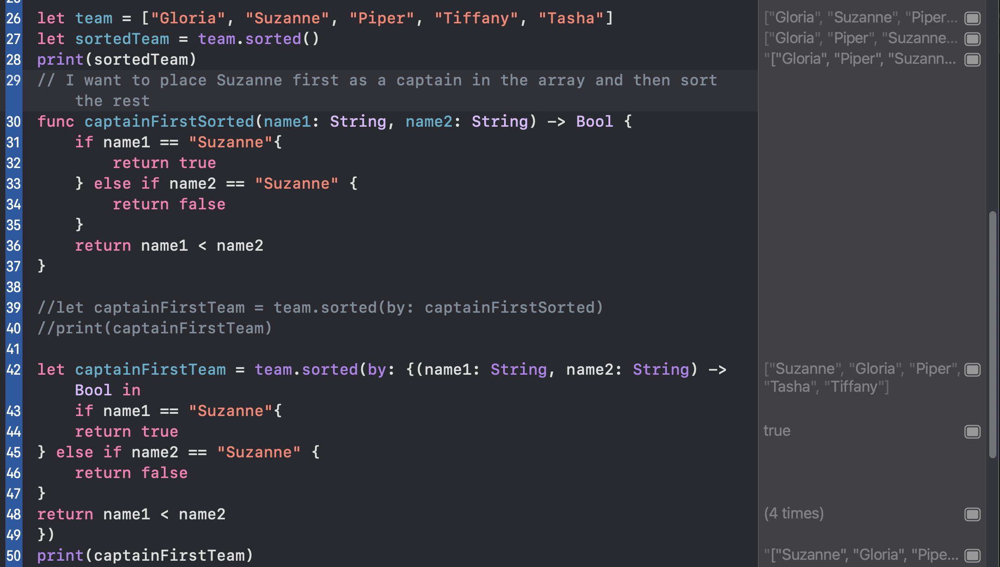 26 let team = ["Gloria", "Suzanne", "Piper", "Tiffany", "Tasha"] ["Gloria", "Suzanne", "Piper...
27 let sortedTeam = team.sorted() ["Gloria", "Piper", "Suzanne...
28 print(sortedTeam) "["Gloria", "Piper", "Suzann...
29 // I want to place Suzanne first as a captain in the array and then sort
the rest
30 func captainFirstSorted(name1: String, name2: String) -> Bool {
31 if name1 == "Suzanne"{
32 return true
33 } else if name2 == "Suzanne" {
34 return false
35 }
36 return name1 < name2
37 }
38
39 //let captainFirstTeam = team.sorted(by: captainFirstSorted)
40 //print(captainFirstTeam)
41
42 let captainFirstTeam = team.sorted(by: {(name1: String, name2: String) -> ["Suzanne", "Gloria", "Piper",
Bool in "Tasha", "Tiffany"]
43 if name1 == "Suzanne"{
44 return true true
45 } else if name2 == "Suzanne" {
46 return false
47 }
48 return name1 < name2 (4 times)
49 })
50 print(captainFirstTeam) "["Suzanne", "Gloria", "Pipe...